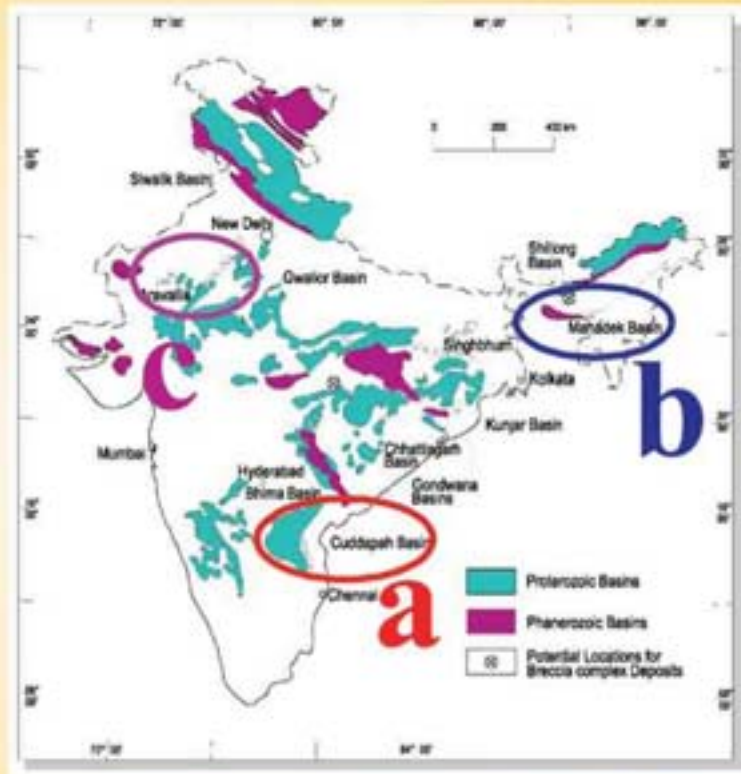 Siwalik Basin
New Delhi
Aravalli
Gwalior Basin
Shillong
Basin
Mahadek Basin
Singhbhum
Kolkata
c
b
Kunjar Basin
Mumbai
Chhattisgarh
Basin
Hyderabad
Bhima Basin
Gondwana
Basins
Cuddapah Basin
a
Chennai
Proterozoic Basins
Phanerozoic Basins
Potential Locations for
Breccia complex Deposits